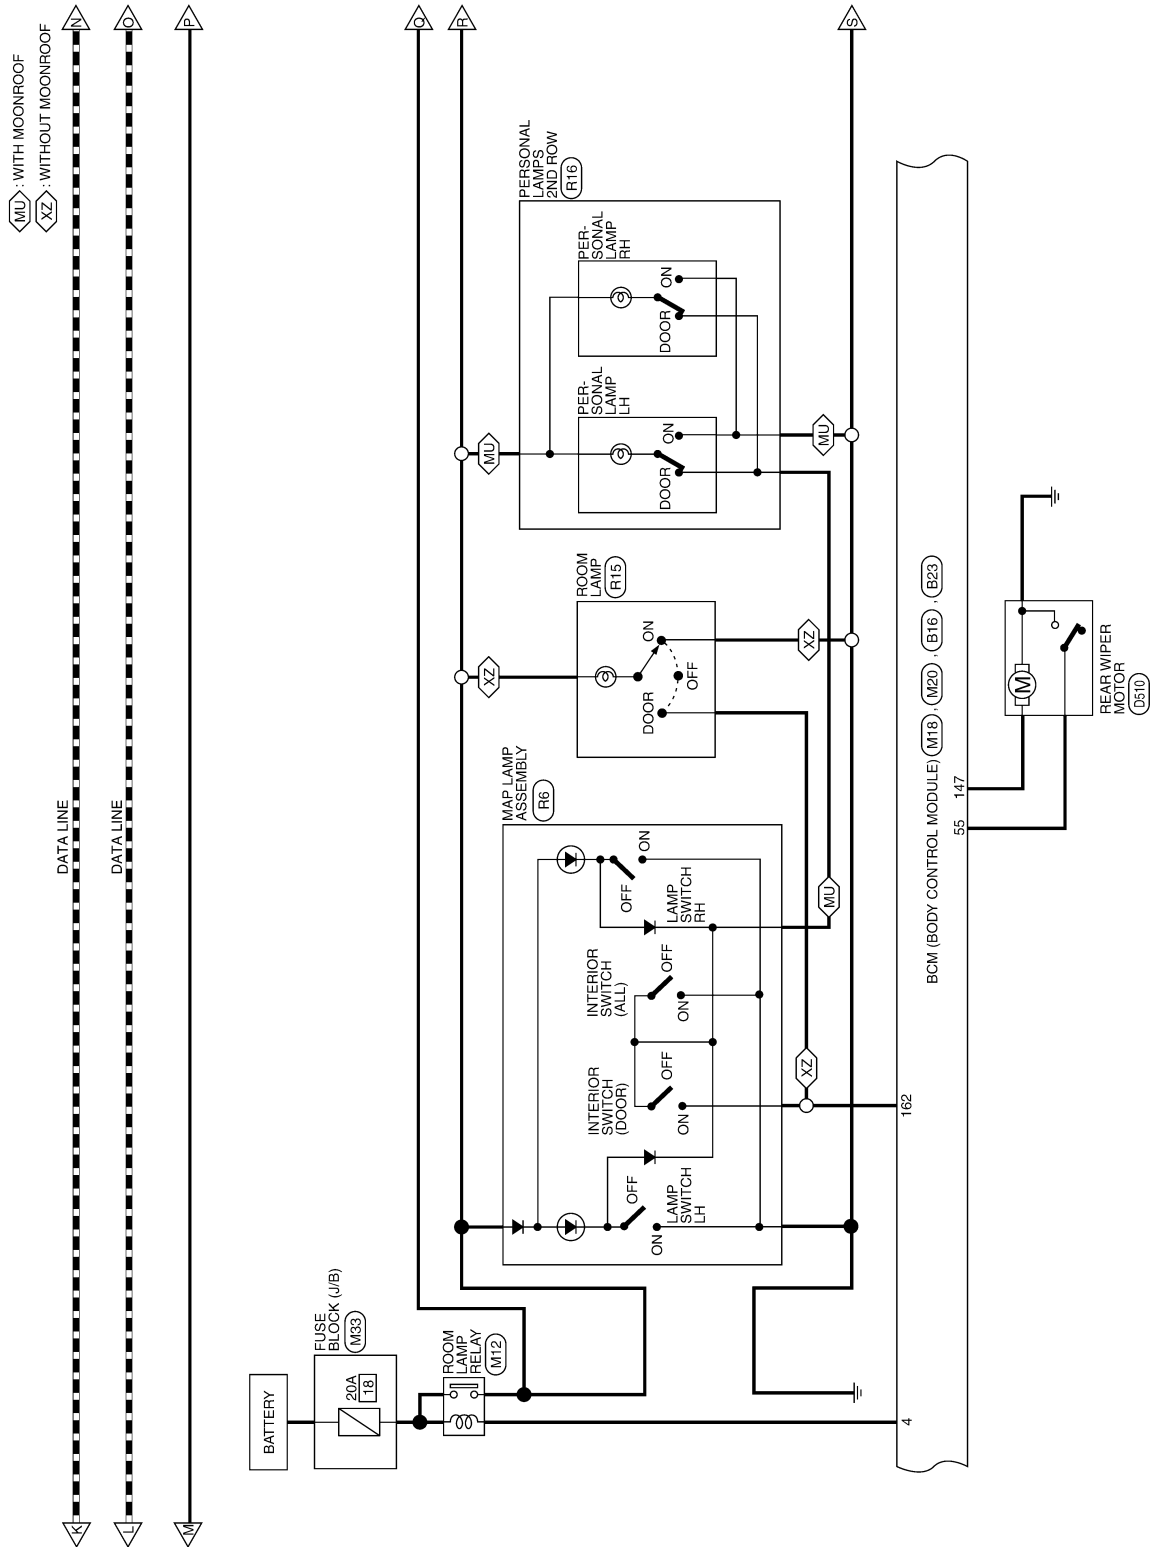 MU : WITH MOONROOF
XZ : WITHOUT MOONROOF
K
DATA LINE
N
L
DATA LINE
O
M
P
Q
R
S
BATTERY
FUSE
BLOCK (J/B)
M33
20A
18
ROOM
LAMP
RELAY
M12
MAP LAMP
ASSEMBLY
R6
ON
OFF
LAMP
SWITCH
LH
INTERIOR
SWITCH
(DOOR)
OFF
ON
INTERIOR
SWITCH
(ALL)
OFF
ON
LAMP
SWITCH
RH
OFF
ON
XZ
MU
XZ
ROOM
LAMP
R15
DOOR
OFF
ON
XZ
MU
PERSONAL
LAMPS
2ND ROW
R16
PER-
SONAL
LAMP
LH
DOOR
ON
PER-
SONAL
LAMP
RH
DOOR
ON
MU
4
162
BCM (BODY CONTROL MODULE) M18 , M20 , B16 , B23
55
147
M
REAR WIPER
MOTOR
D510